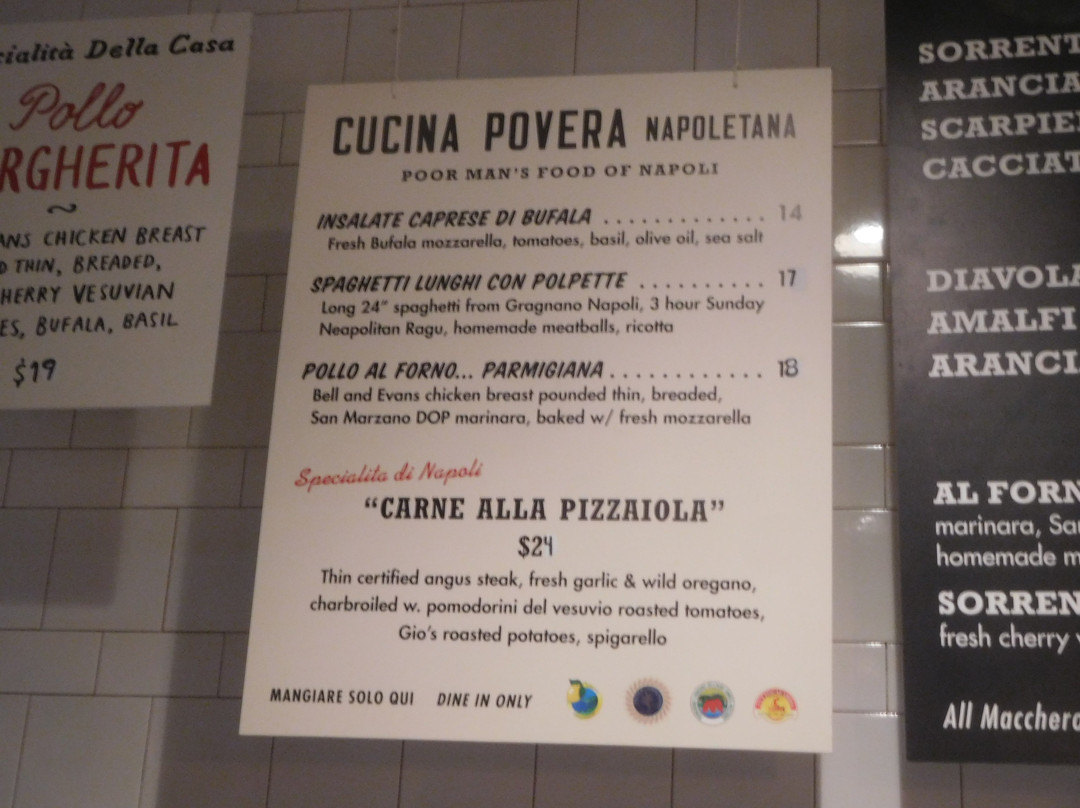 Della Casa
Pollo
ANS CHICKEN BREAST
THIN, BREADED,
VESUVIAN
BUFALA, BASIL
$19
CUCINA POVERA NAPOLETANA
POOR MAN'S FOOD OF NAPOLI
INSALATE CAPRESE DI BUFALA ............. 14
Fresh Bufala mozzarella, tomatoes, basil, olive oil, sea salt
SPAGHETTI LUNGHI CON POLPETTE .......... 17
Long 24" spaghetti from Gragnano Napoli, 3 hour Sunday
Neapolitan Ragu, homemade meatballs, ricotta
POLLO AL FORNO... PARMIGIANA ............ 18
Bell and Evans chicken breast pounded thin, breaded,
San Marzano DOP marinara, baked w/ fresh mozzarella
Specialita di Napoli
"CARNE ALLA PIZZAIOLA"
$24
Thin certified angus steak, fresh garlic & wild oregano,
charbroiled w. pomodorini del vesuvio roasted tomatoes,
Gio's roasted potatoes, spigarello
MANGIARE SOLO QUI DINE IN ONLY
SORRENT
ARANCIA
SCARPIE
CACCIAT
DIAVOLA
AMALFI
ARANCI
AL FORN
marinara, Sa
homemade m
SORREN
fresh cherry
All Macchero